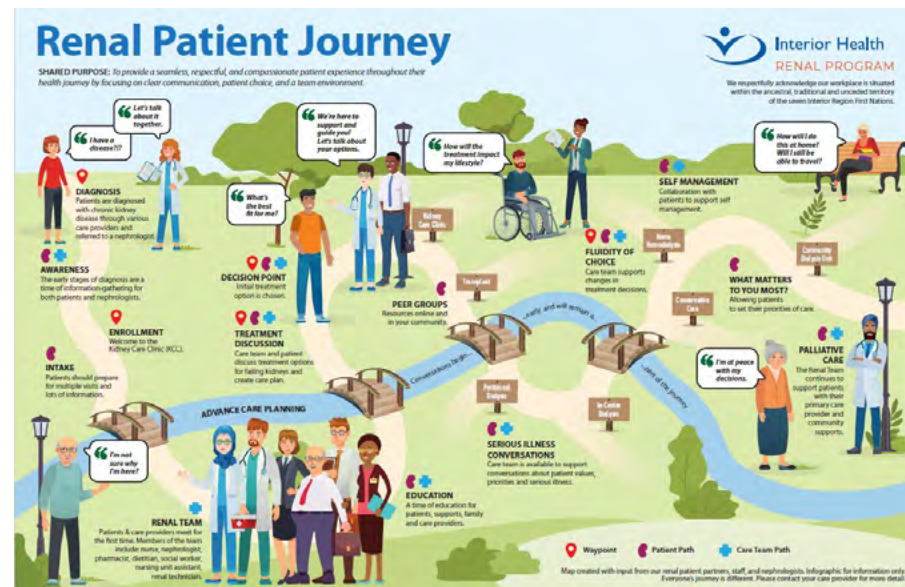 Renal Patient Journey
SHARED PURPOSE: To provide a seamless, respectful, and compassionate patient experience throughout their
health journey by focusing on clear communication, patient choice, and a team environment.
Interior Health
RENAL PROGRAM
We respectfully acknowledge our workplace is situated
within the ancestral, traditional and unceded territory
of the seven Interior Region First Nations.
Let's talk
about it
together.
I have a
disease?!?
We're here to
support and
guide you!
Let's talk about
your options.
What's
the best
fit for me?
How will the
treatment impact
my lifestyle?
How will I do
this at home?
Will I still be
able to travel?
DIAGNOSIS
Patients are diagnosed
with chronic kidney
disease through various
care providers and
referred to a nephrologist.
AWARENESS
The early stages of diagnosis are a
time of information-gathering for
both patients and nephrologists.
ENROLLMENT
Welcome to the
Kidney Care Clinic (KCC).
INTAKE
Patients should prepare
for multiple visits and
lots of information.
DECISION POINT
Initial treatment
option is chosen.
TREATMENT
DISCUSSION
Care team and patient
discuss treatment options
for failing kidneys and
create care plan.
Kidney
Care Clinic
PEER GROUPS
Resources online and
in your community.
Transplant
SELF MANAGEMENT
Collaboration with
patients to support self
management.
FLUIDITY OF
CHOICE
Care team supports
changes in
treatment decisions.
Home
Hemodialysis
Community
Dialysis Unit
WHAT MATTERS
TO YOU MOST?
Allowing patients
to set their priorities of care.
Conservative
Care
PALLIATIVE
CARE
The Renal Team
continues to
support patients
with their
primary care
provider and
community
supports.
I'm at peace
with my
decisions.
ADVANCE CARE PLANNING
Conversations begin...
...early and will remain a...
...part of the journey
Peritoneal
Dialysis
In-Centre
Dialysis
SERIOUS ILLNESS
CONVERSATIONS
Care team is available to support
conversations about patient values,
priorities and serious illness.
I'm not
sure why
I'm here?
RENAL TEAM
Patients & care providers meet for
the first time. Members of the team
include nurse, nephrologist,
pharmacist, dietitian, social worker,
nursing unit assistant,
renal technician.
EDUCATION
A time of education for
patients, supports, family
and care providers.
Waypoint
Patient Path
Care Team Path
Map created with input from our renal patient partners, staff, and nephrologists. Infographic for information only.
Everyone's journey is different. Please contact your care provider for more